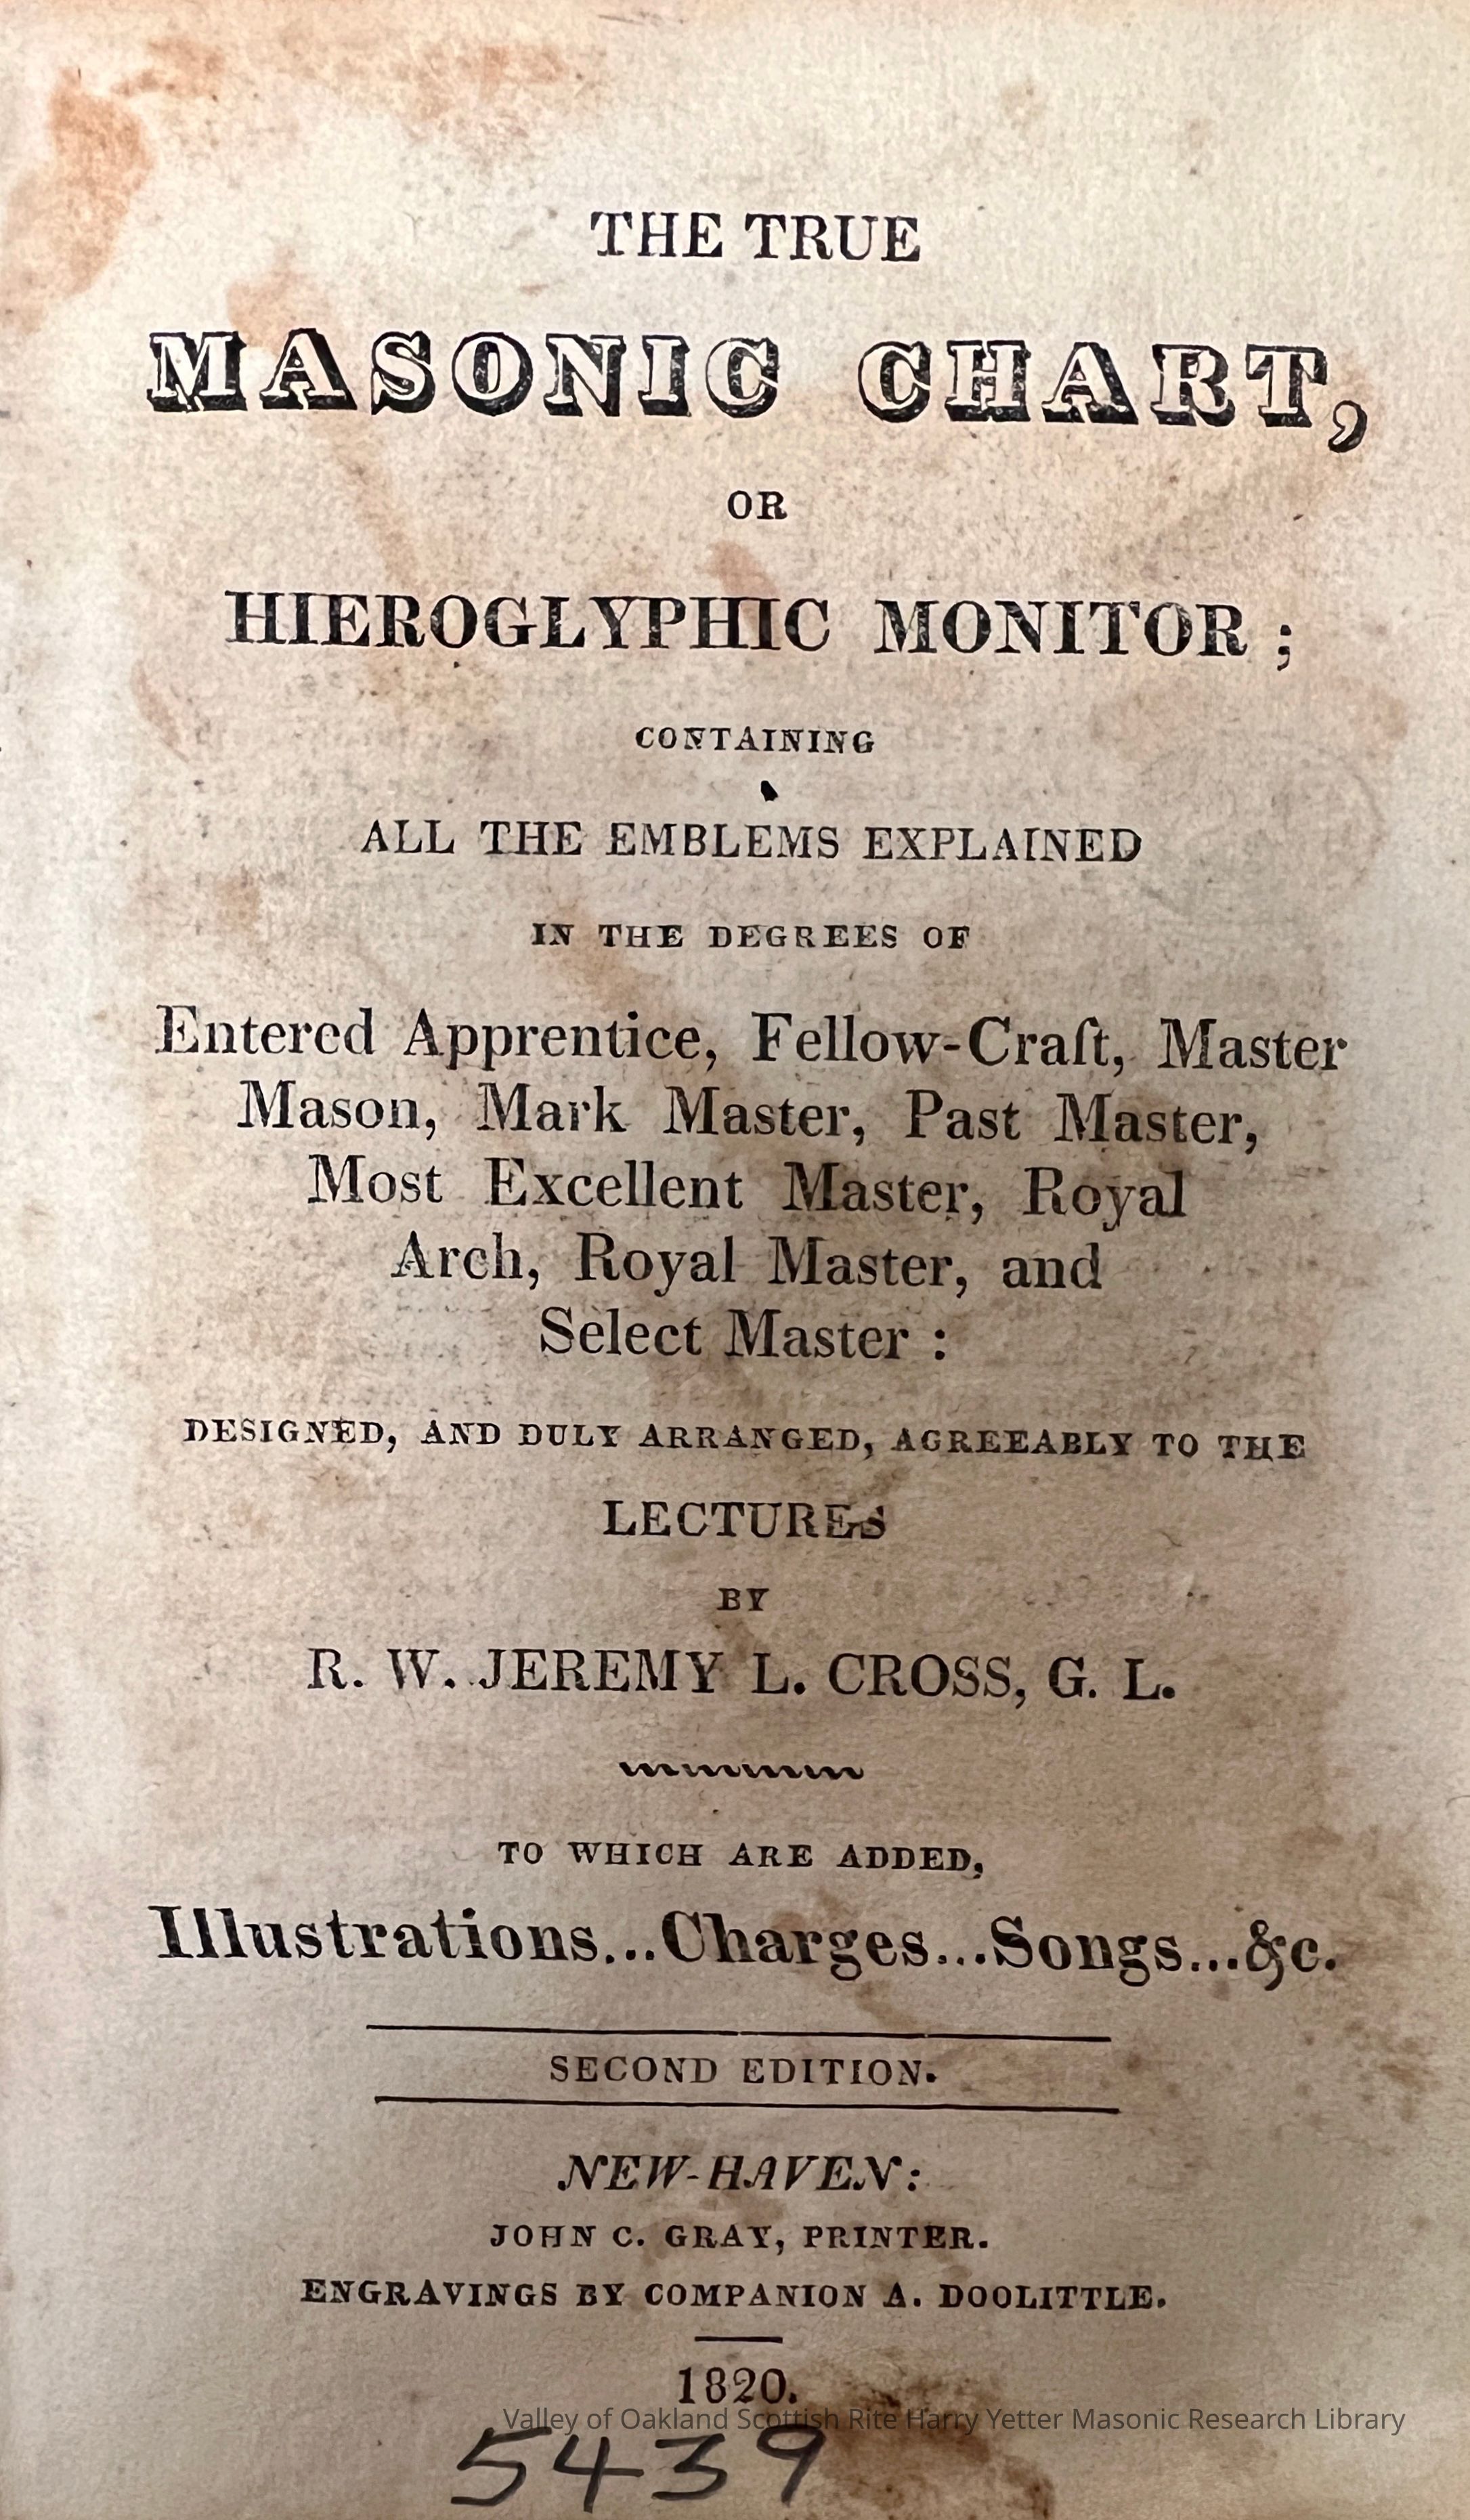 THE TRUE
MASONIC CHART,
OR
HIEROGLYPHIC MONITOR ;
CONTAINING
ALL THE EMBLEMS EXPLAINED
IN THE DEGREES OF
Entered Apprentice, Fellow-Craft, Master
Mason, Mark Master, Past Master,
Most Excellent Master, Royal
Arch, Royal Master, and
Select Master :
DESIGNED, AND DULY ARRANGED, AGREEABLY TO THE
LECTURES
BY
R. W. JEREMY L. CROSS, G. L.
TO WHICH ARE ADDED,
Illustrations...Charges...Songs...&c.
SECOND EDITION.
NEW-HAVEN:
JOHN C. GRAY, PRINTER.
ENGRAVINGS BY COMPANION A. DOOLITTLE.
1820.
Valley of Oakland Scottish Rite Harry Yetter Masonic Research Library
5439